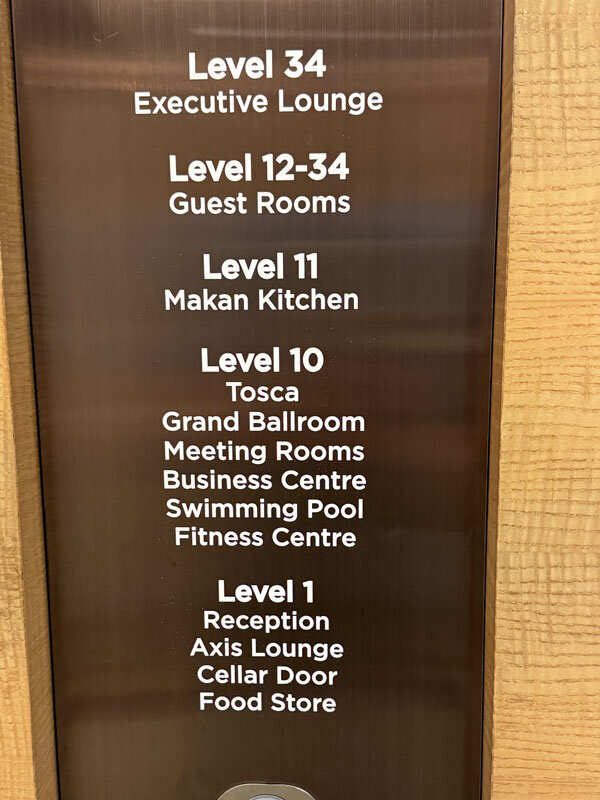 Level 34
Executive Lounge
Level 12-34
Guest Rooms
Level 11
Makan Kitchen
Level 10
Tosca
Grand Ballroom
Meeting Rooms
Business Centre
Swimming Pool
Fitness Centre
Level 1
Reception
Axis Lounge
Cellar Door
Food Store